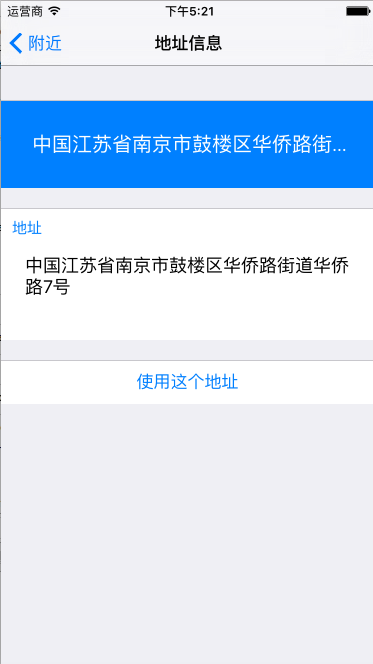 运营商 下午5:21
附近 地址信息
中国江苏省南京市鼓楼区华侨路街...
地址
中国江苏省南京市鼓楼区华侨路街道华侨
路7号
使用这个地址